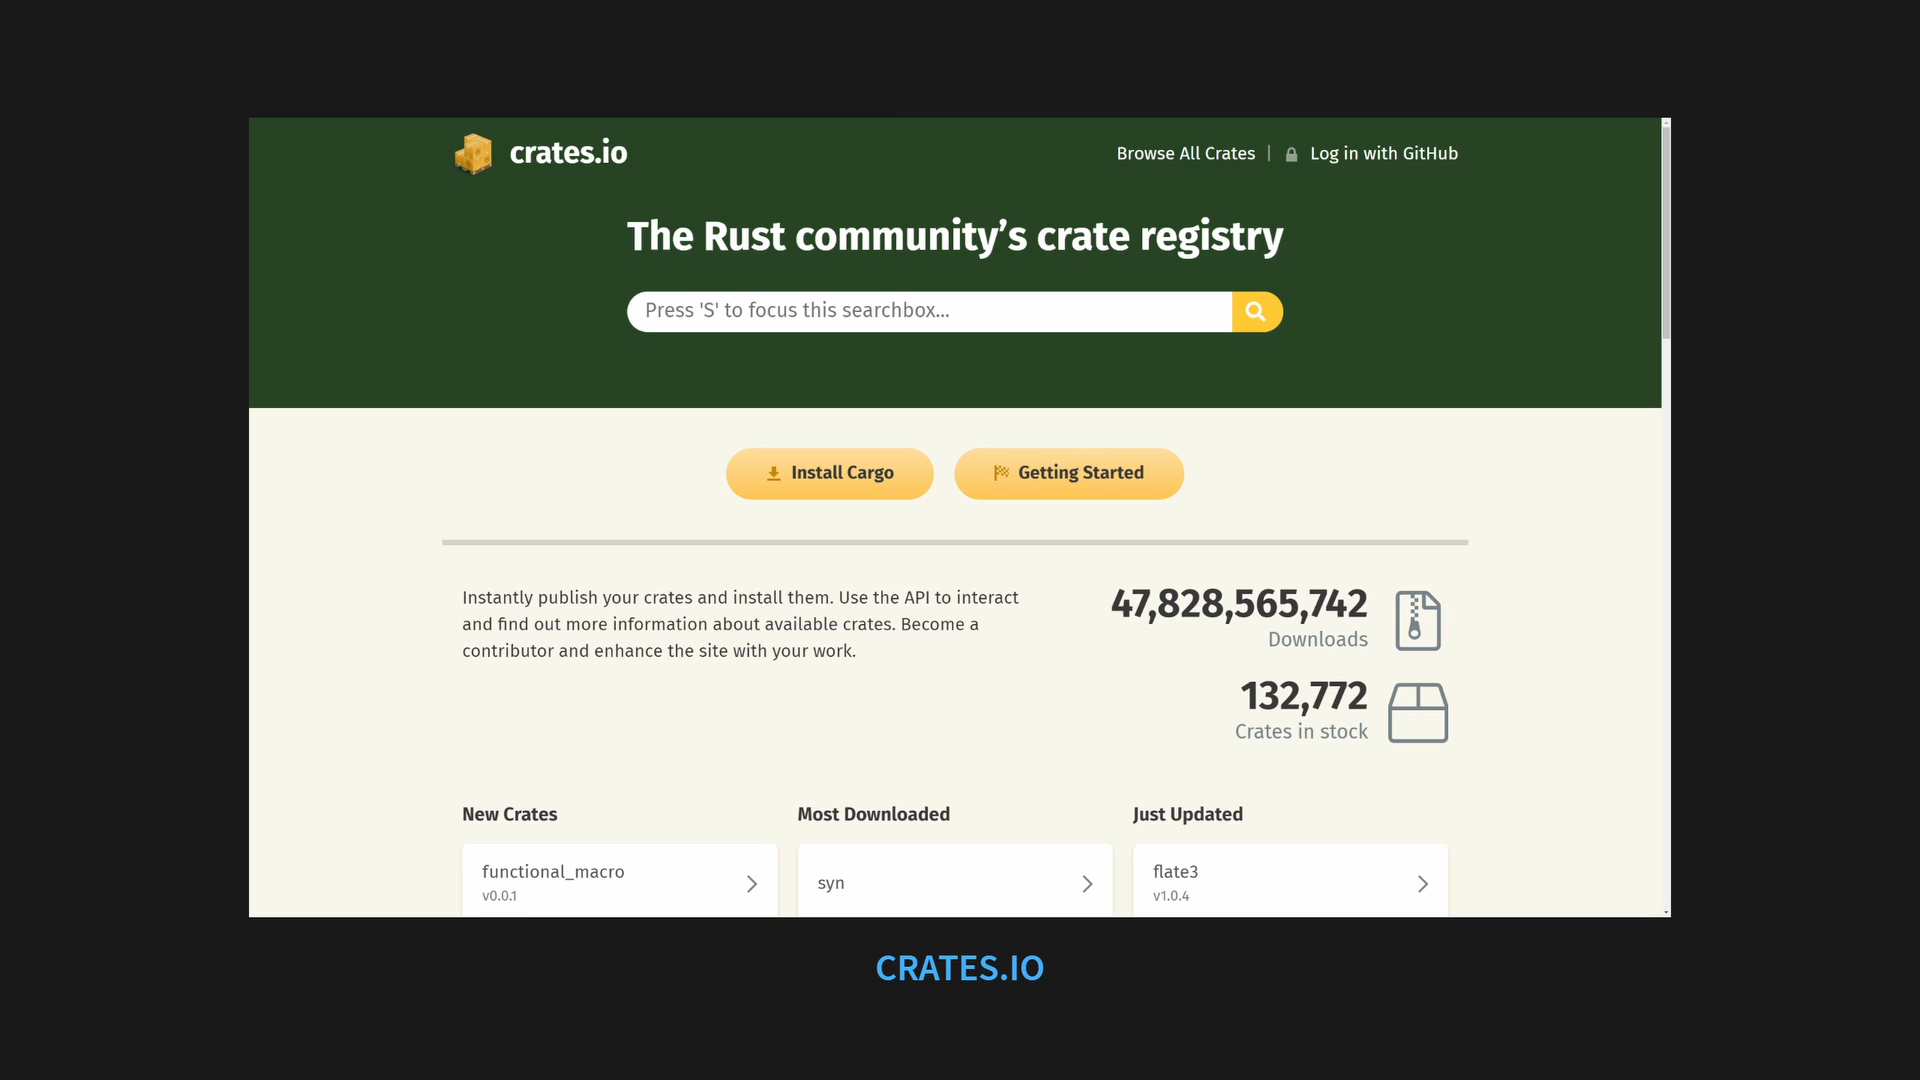 crates.io
Browse All Crates | Log in with GitHub
The Rust community’s crate registry
Press 'S' to focus this searchbox...
Install Cargo
Getting Started
Instantly publish your crates and install them. Use the API to interact
and find out more information about available crates. Become a
contributor and enhance the site with your work.
47,828,565,742
Downloads
132,772
Crates in stock
New Crates
functional_macro
v0.0.1
Most Downloaded
syn
Just Updated
flate3
v1.0.4
CRATES.IO